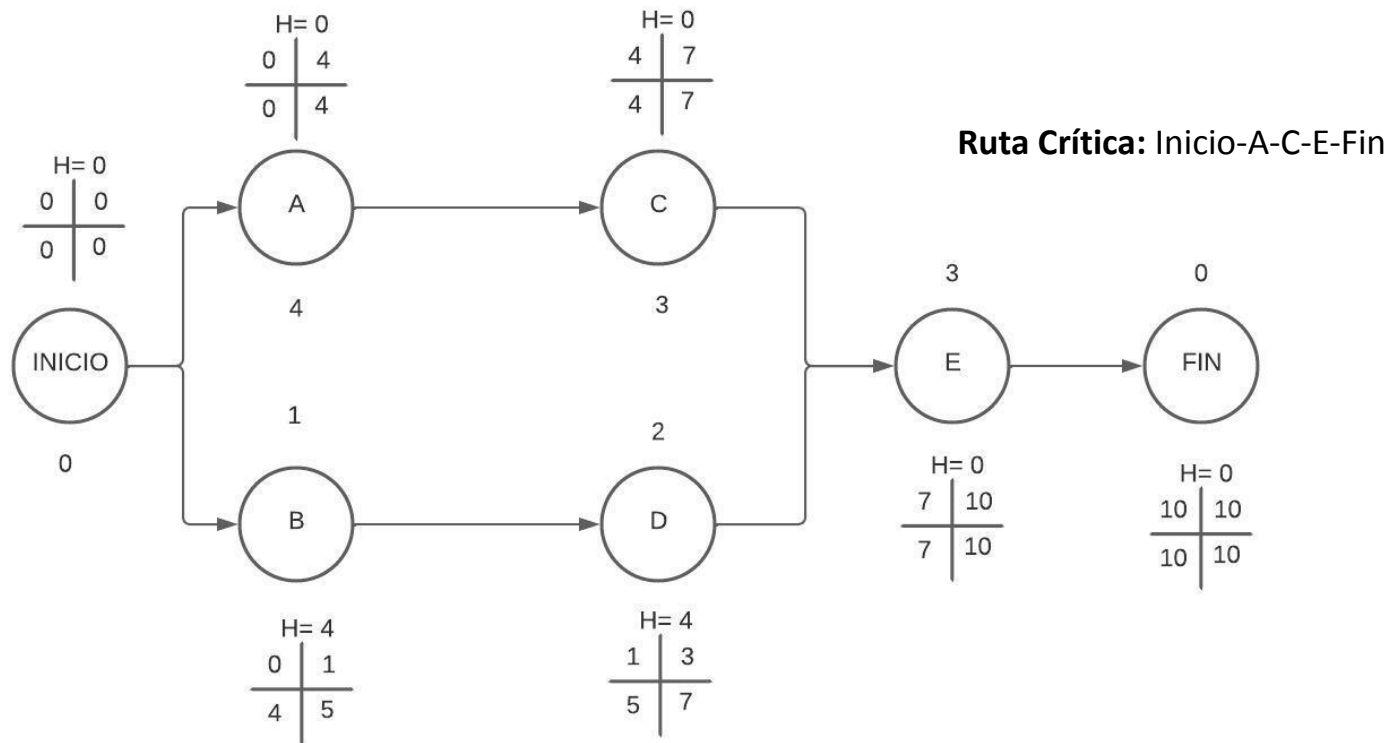 H= 0
0 4
0 4
H= 0
4 7
4 7
Ruta Crítica: Inicio-A-C-E-Fin
H= 0
0 0
0 0
A
C
4
3
3
0
INICIO
E
FIN
0
1
2
B
D
H= 0
7 10
7 10
H= 0
10 10
10 10
H= 4
0 1
4 5
H= 4
1 3
5 7